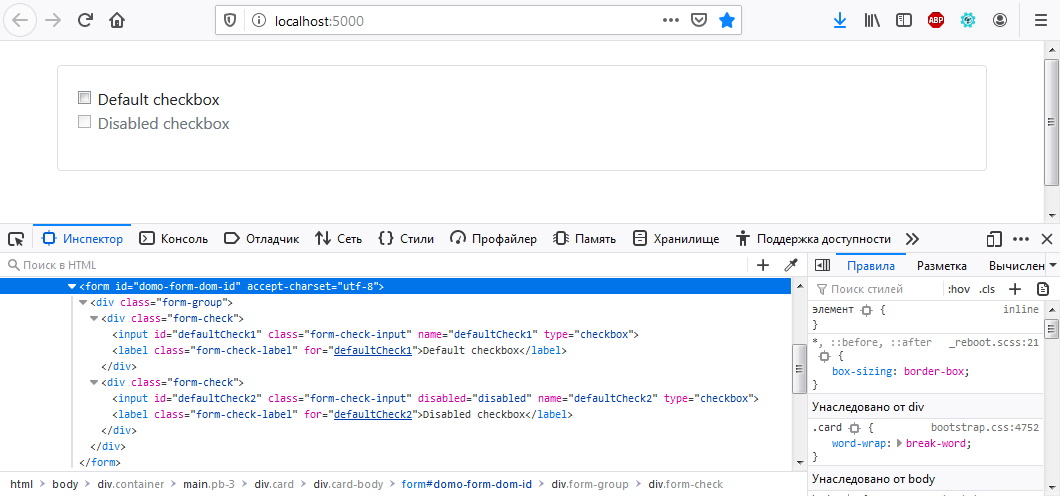 localhost:5000
ABP
Default checkbox
Disabled checkbox
Инспектор Консоль Отладчик Сеть Стили Профайлер Память Хранилище Поддержка доступности
Поиск в HTML
<form id="domo-form-dom-id" accept-charset="utf-8">
<div class="form-group">
<div class="form-check">
<input id="defaultCheck1" class="form-check-input" name="defaultCheck1" type="checkbox">
<label class="form-check-label" for="defaultCheck1">Default checkbox</label>
</div>
<div class="form-check">
<input id="defaultCheck2" class="form-check-input" disabled="disabled" name="defaultCheck2" type="checkbox">
<label class="form-check-label" for="defaultCheck2">Disabled checkbox</label>
</div>
</div>
</form>
html body div.container main.pb-3 div.card div.card-body form#domo-form-dom-id div.form-group div.form-check
Правила Разметка Вычислен
Поиск стилей :hov .cls
элемент { inline
}
*, ::before, ::after _reboot.scss:21
{
box-sizing: border-box;
}
Унаследовано от div
.card { bootstrap.css:4752
word-wrap: break-word;
}
Унаследовано от body